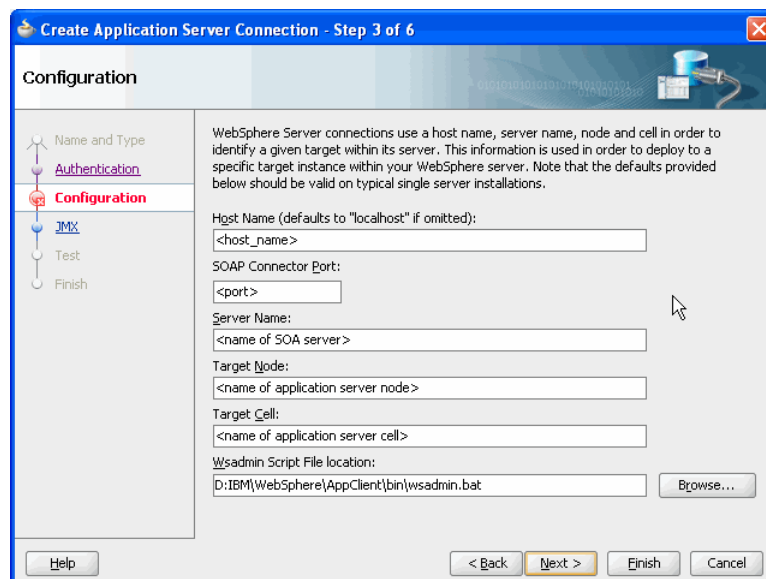 Create Application Server Connection - Step 3 of 6
Configuration
Name and Type
Authentication
Configuration
JMX
Test
Finish
WebSphere Server connections use a host name, server name, node and cell in order to
identify a given target within its server. This information is used in order to deploy to a
specific target instance within your WebSphere server. Note that the defaults provided
below should be valid on typical single server installations.
Host Name (defaults to "localhost" if omitted):
<host_name>
SOAP Connector Port:
<port>
Server Name:
<name of SOA server>
Target Node:
<name of application server node>
Target Cell:
<name of application server cell>
Wsadmin Script File location:
D:IBM\WebSphere\AppClient\bin\wsadmin.bat
Browse...
Help
< Back
Next >
Finish
Cancel